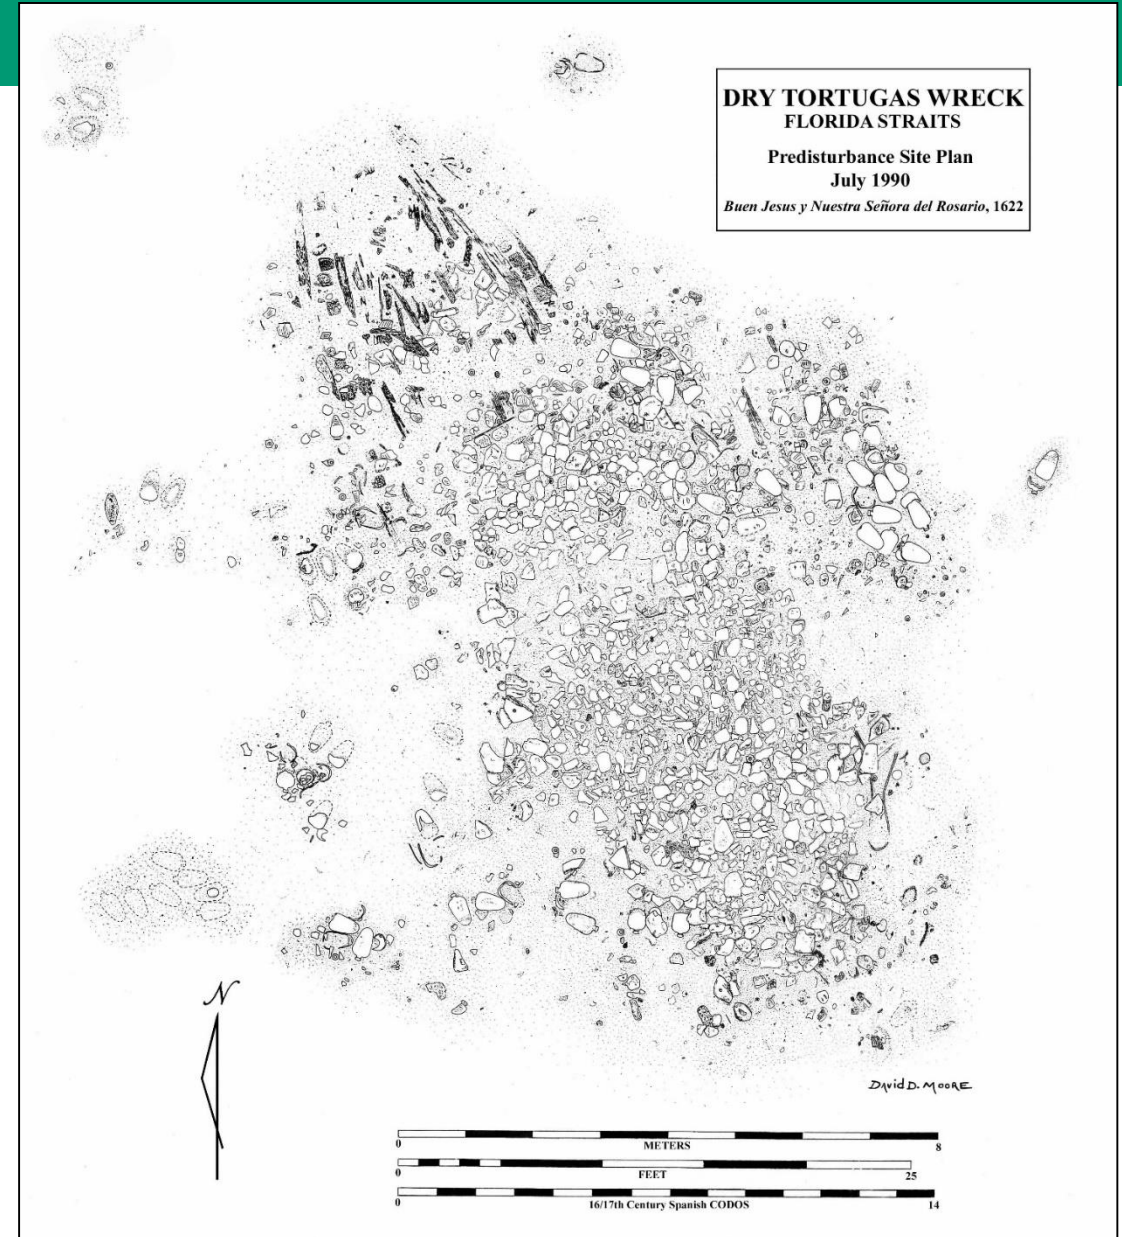 DRY TORTUGAS WRECK
FLORIDA STRAITS
Predisturbance Site Plan
July 1990
Buen Jesus y Nuestra Señora del Rosario, 1622
N
DAVID D. MOORE
0 METERS 8
0 FEET 25
0 16/17th Century Spanish CODOS 14